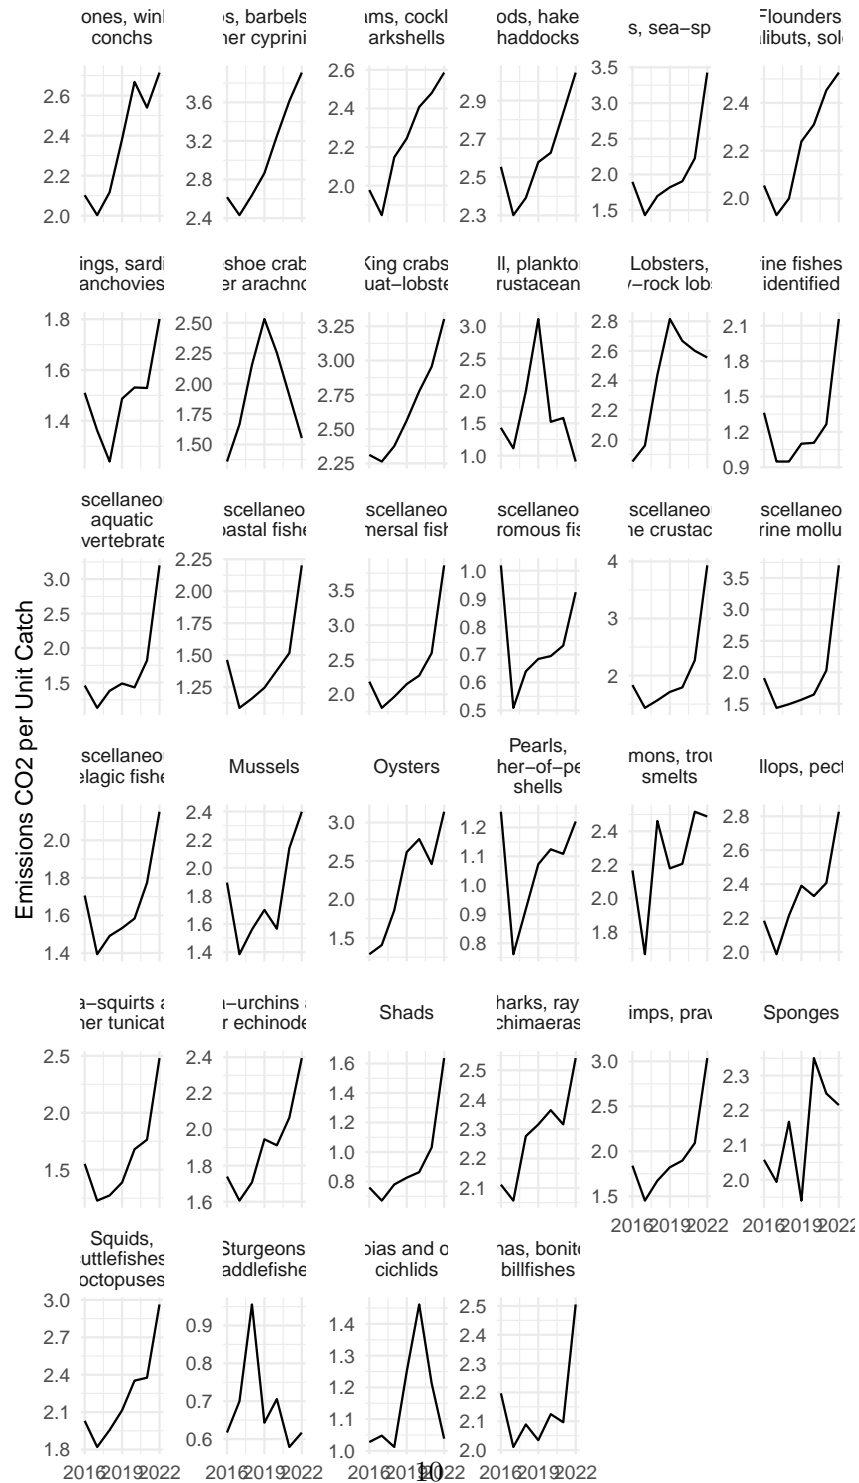 ones, winl
conchs
2.6
2.4
2.2
2.0
s, barbels
ner cyprini
3.6
3.2
2.8
2.4
ms, cockl
arkshells
2.6
2.4
2.2
2.0
ods, hake
haddocks
2.9
2.7
2.5
2.3
s, sea−sp
3.5
3.0
2.5
2.0
1.5
Flounders
libuts, sol
2.4
2.2
2.0
ings, sardi
anchovies
1.8
1.6
1.4
shoe crab
er arachno
2.50
2.25
2.00
1.75
1.50
King crabs
uat−lobste
3.25
3.00
2.75
2.50
2.25
ll, plankto
rustacean
3.0
2.5
2.0
1.5
1.0
Lobsters,
y−rock lobs
2.8
2.6
2.4
2.2
2.0
rine fishes
identified
2.1
1.8
1.5
1.2
0.9
Emissions CO2 per Unit Catch
scellaneou
aquatic
vertebrate
3.0
2.5
2.0
1.5
scellaneo
oastal fishe
2.25
2.00
1.75
1.50
1.25
scellaneo
mersal fish
3.5
3.0
2.5
2.0
scellaneo
romous fis
1.0
0.9
0.8
0.7
0.6
0.5
scellaneou
ne crustac
4
3
2
scellaneo
rine mollu
3.5
3.0
2.5
2.0
1.5
scellaneou
elagic fishe
2.0
1.8
1.6
1.4
Mussels
2.4
2.2
2.0
1.8
1.6
1.4
Oysters
3.0
2.5
2.0
1.5
Pearls,
her−of−pe
shells
1.2
1.1
1.0
0.9
0.8
mons, trou
smelts
2.4
2.2
2.0
1.8
llops, pect
2.8
2.6
2.4
2.2
2.0
a−squirts a
ner tunicat
2.5
2.0
1.5
a−urchins a
r echinode
2.4
2.2
2.0
1.8
1.6
Shads
1.6
1.4
1.2
1.0
0.8
harks, ray
chimaeras
2.5
2.4
2.3
2.2
2.1
imps, praw
3.0
2.5
2.0
1.5
2016 2019 2022
Sponges
2.3
2.2
2.1
2.0
2016 2019 2022
Squids,
uttlefishes
octopuses
3.0
2.7
2.4
2.1
1.8
2016 2019 2022
Sturgeons
addlefishe
0.9
0.8
0.7
0.6
2016 2019 2022
pias and o
cichlids
1.4
1.3
1.2
1.1
1.0
2016 2019 2022
nas, bonito
billfishes
2.5
2.4
2.3
2.2
2.1
2.0
2016 2019 2022
10